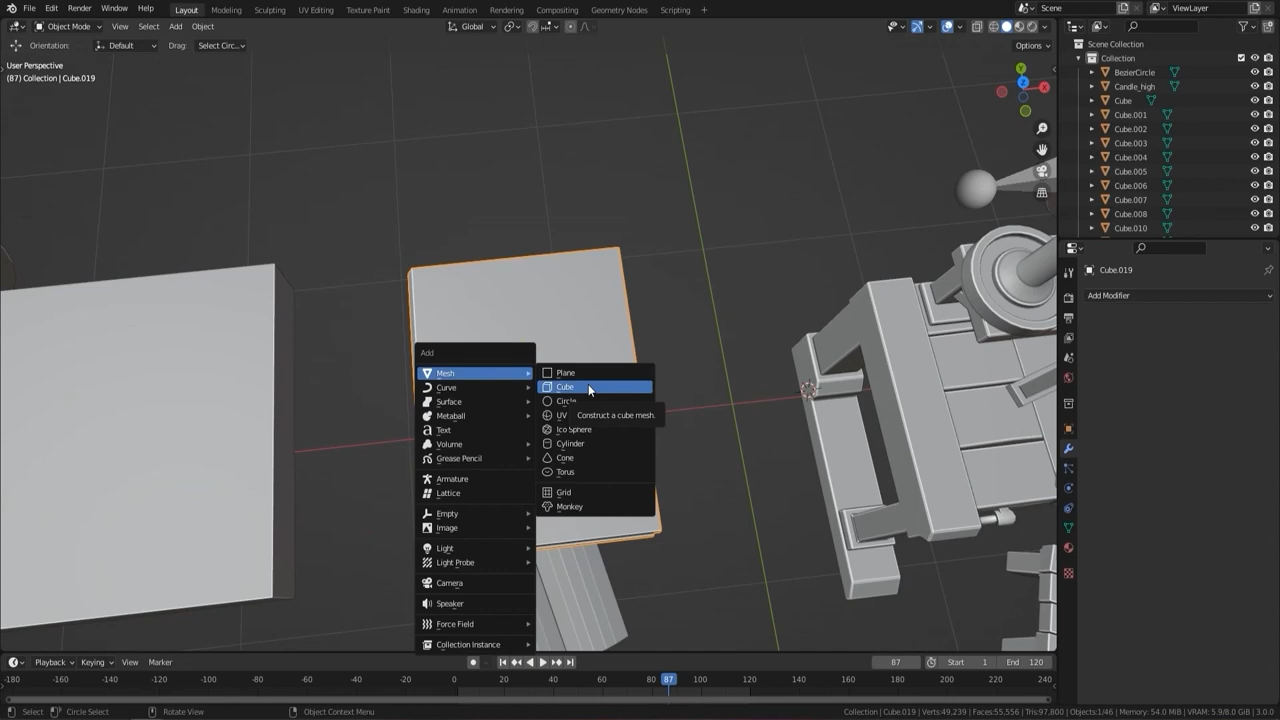 File Edit Render Window Help Layout Modeling Sculpting UV Editing Texture Paint Shading Animation Rendering Compositing Geometry Nodes Scripting + Scene ViewLayer
Object Mode View Select Add Object Global
Orientation: Default Drag: Select Circ... Options
User Perspective
(87) Collection | Cube.019
Scene Collection
Collection
BezierCircle
Candle_high
Cube
Cube.001
Cube.002
Cube.003
Cube.004
Cube.005
Cube.006
Cube.007
Cube.008
Cube.010
Y
Z
X
Cube.019
Add Modifier
Add
Mesh
Curve
Surface
Metaball
Text
Volume
Grease Pencil
Armature
Lattice
Empty
Image
Light
Light Probe
Camera
Speaker
Force Field
Collection Instance
Plane
Cube
Circle
UV
Construct a cube mesh.
Ico Sphere
Cylinder
Cone
Torus
Grid
Monkey
Playback Keying View Marker 87 Start 1 End 120
-180 -160 -140 -120 -100 -80 -60 -40 -20 0 20 40 60 80 87 100 120 140 160 180 200 220 240
Select Circle Select Rotate View Object Context Menu Collection | Cube.019 | Verts:49,239 | Faces:55,556 | Tris:97,800 | Objects:1/46 | Memory: 54.0 MiB | VRAM: 5.9/8.0 GiB | 3.0.0